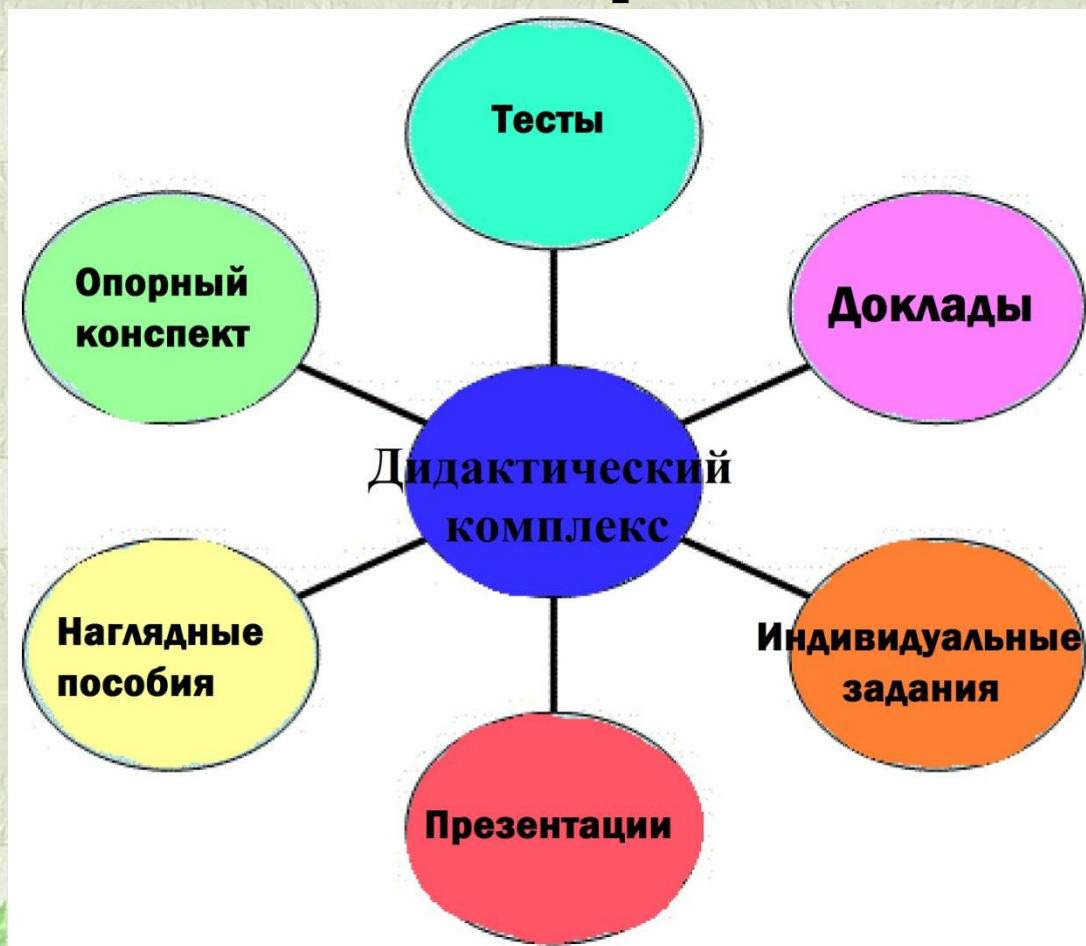 Тесты
Опорный
конспект
Доклады
Дидактический
комплекс
Наглядные
пособия
Индивидуальные
задания
Презентации